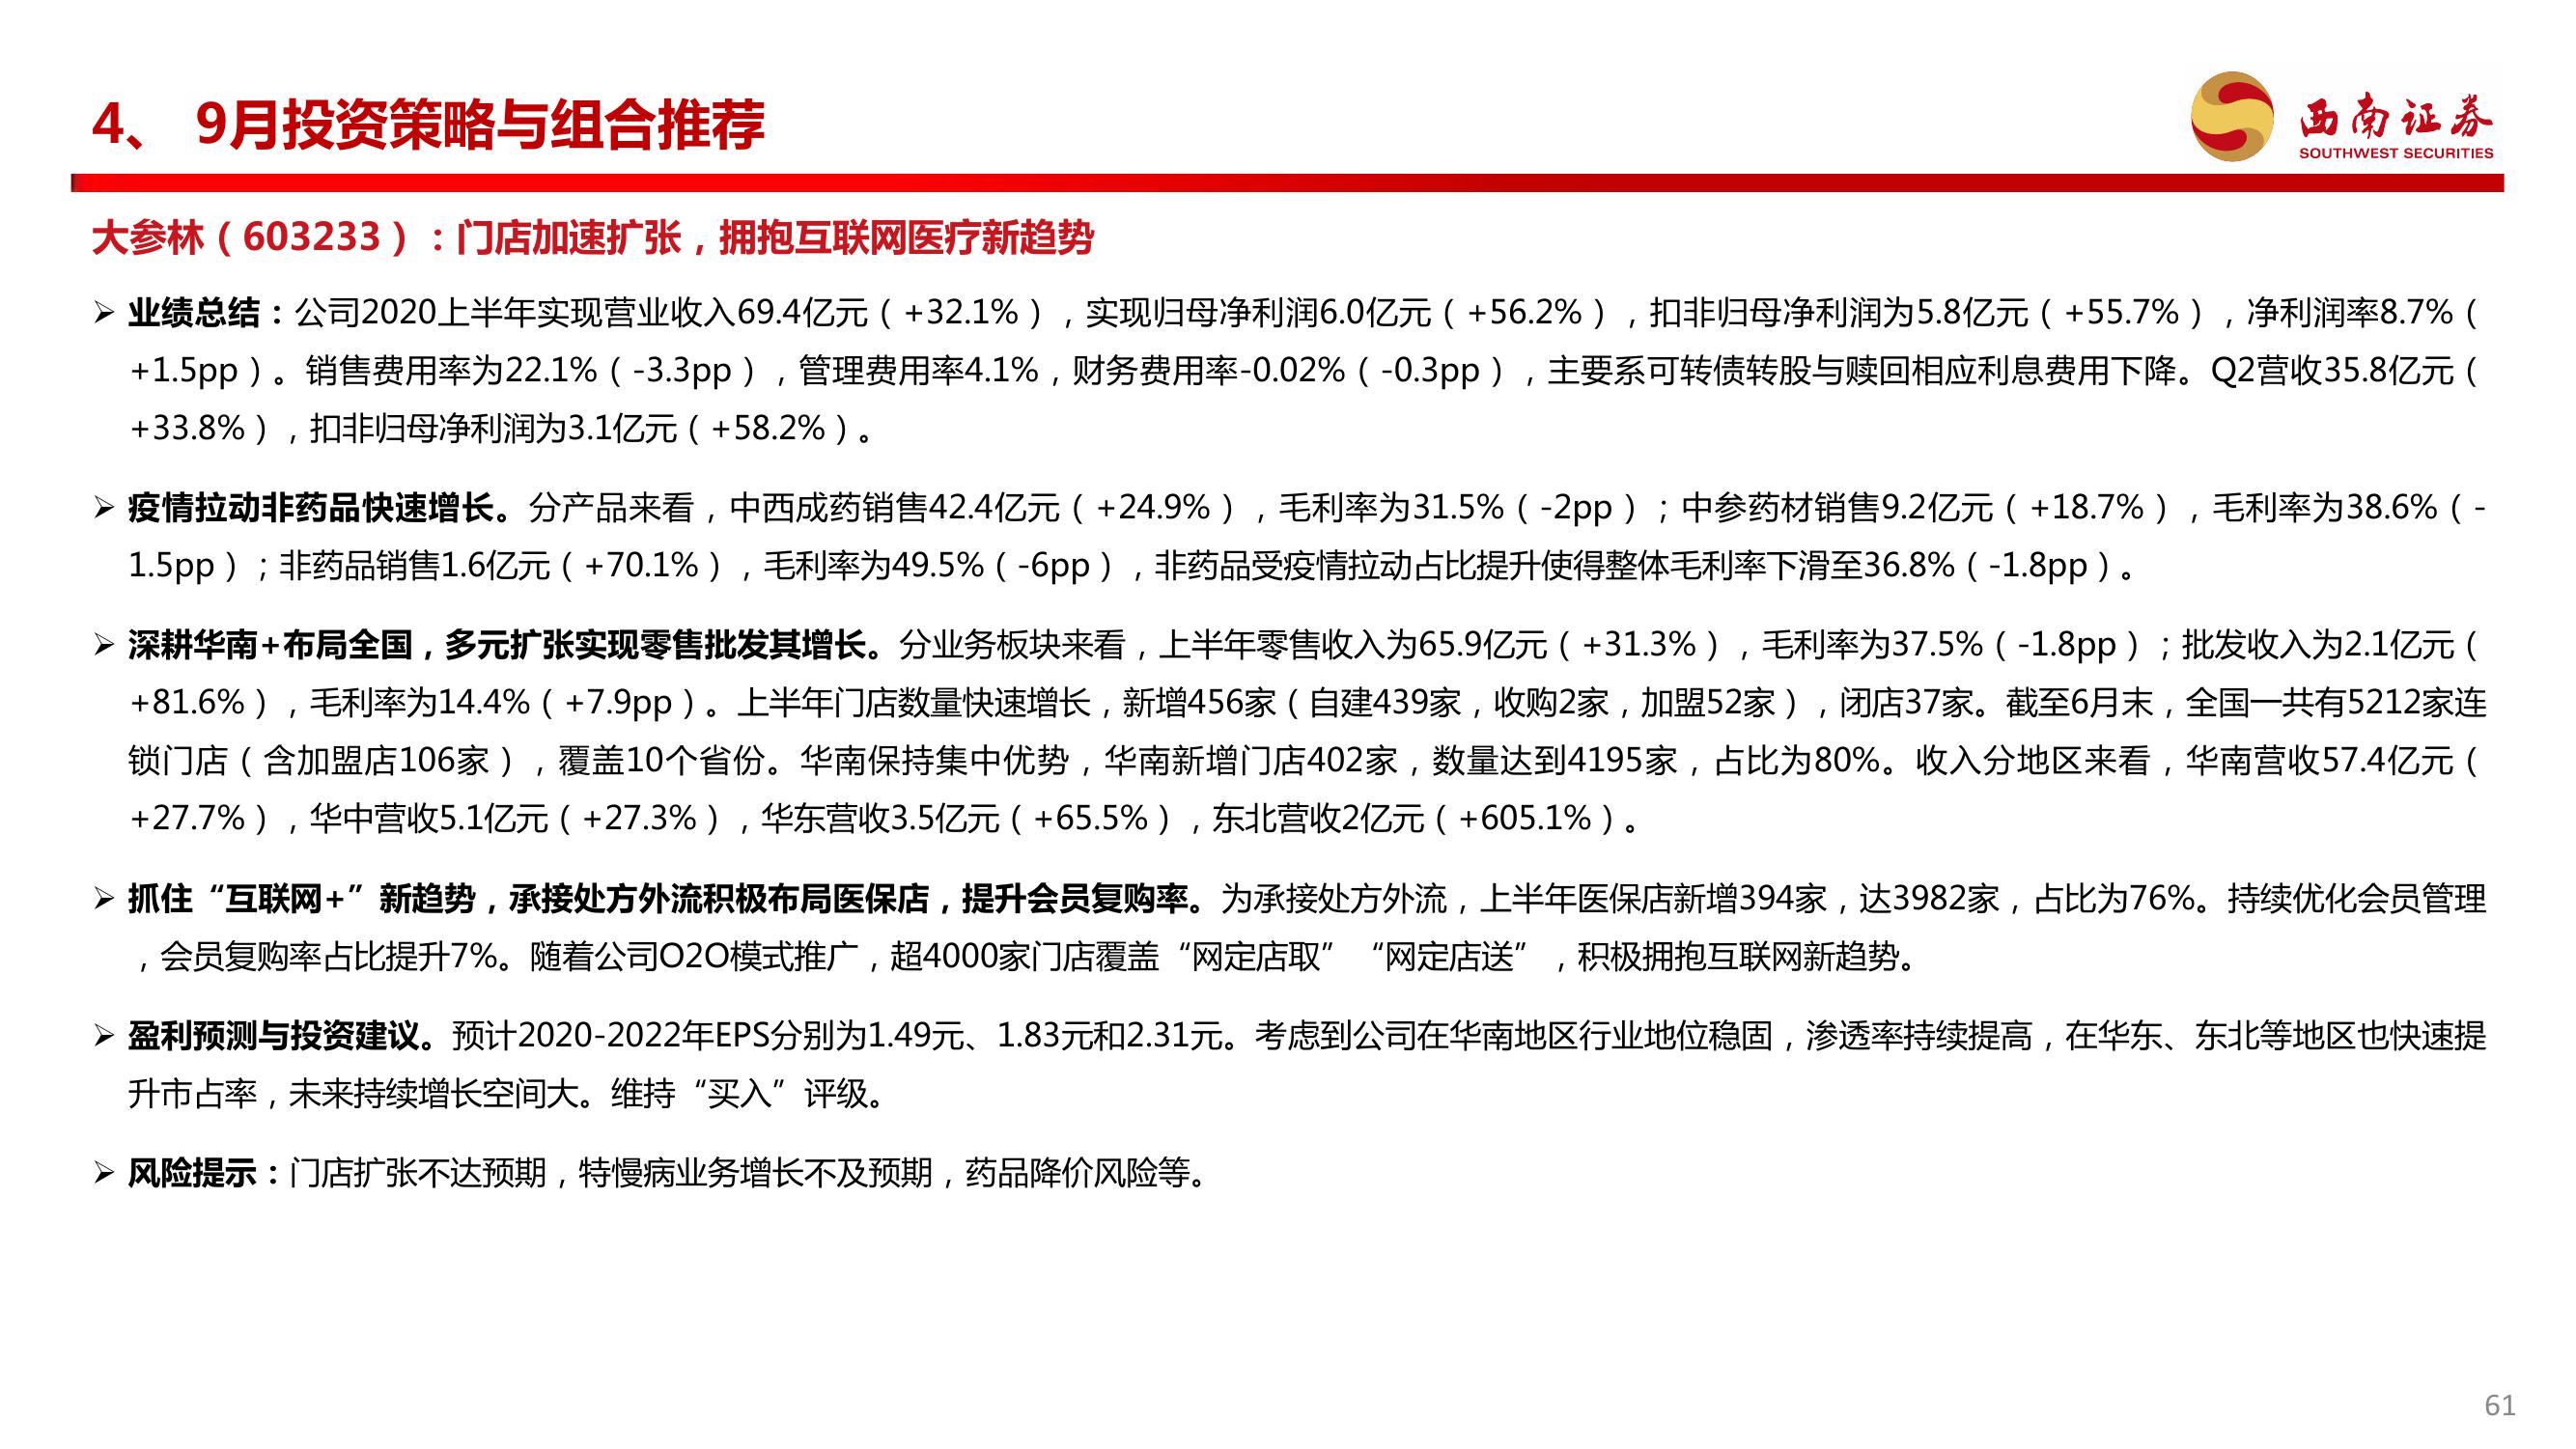 4、 9月投资策略与组合推荐
西南证券
SOUTHWEST SECURITIES
大参林（603233）：门店加速扩张，拥抱互联网医疗新趋势
➢ 业绩总结：公司2020上半年实现营业收入69.4亿元（+32.1%），实现归母净利润6.0亿元（+56.2%），扣非归母净利润为5.8亿元（+55.7%），净利润率8.7%（
+1.5pp）。销售费用率为22.1%（-3.3pp），管理费用率4.1%，财务费用率-0.02%（-0.3pp），主要系可转债转股与赎回相应利息费用下降。Q2营收35.8亿元（
+33.8%），扣非归母净利润为3.1亿元（+58.2%）。
➢ 疫情拉动非药品快速增长。分产品来看，中西成药销售42.4亿元（+24.9%），毛利率为31.5%（-2pp）；中参药材销售9.2亿元（+18.7%），毛利率为38.6%（-
1.5pp）；非药品销售1.6亿元（+70.1%），毛利率为49.5%（-6pp），非药品受疫情拉动占比提升使得整体毛利率下滑至36.8%（-1.8pp）。
➢ 深耕华南+布局全国，多元扩张实现零售批发其增长。分业务板块来看，上半年零售收入为65.9亿元（+31.3%），毛利率为37.5%（-1.8pp）；批发收入为2.1亿元（
+81.6%），毛利率为14.4%（+7.9pp）。上半年门店数量快速增长，新增456家（自建439家，收购2家，加盟52家），闭店37家。截至6月末，全国一共有5212家连
锁门店（含加盟店106家），覆盖10个省份。华南保持集中优势，华南新增门店402家，数量达到4195家，占比为80%。收入分地区来看，华南营收57.4亿元（
+27.7%），华中营收5.1亿元（+27.3%），华东营收3.5亿元（+65.5%），东北营收2亿元（+605.1%）。
➢ 抓住“互联网+”新趋势，承接处方外流积极布局医保店，提升会员复购率。为承接处方外流，上半年医保店新增394家，达3982家，占比为76%。持续优化会员管理
，会员复购率占比提升7%。随着公司O2O模式推广，超4000家门店覆盖“网定店取”“网定店送”，积极拥抱互联网新趋势。
➢ 盈利预测与投资建议。预计2020-2022年EPS分别为1.49元、1.83元和2.31元。考虑到公司在华南地区行业地位稳固，渗透率持续提高，在华东、东北等地区也快速提
升市占率，未来持续增长空间大。维持“买入”评级。
➢ 风险提示：门店扩张不达预期，特慢病业务增长不及预期，药品降价风险等。
61